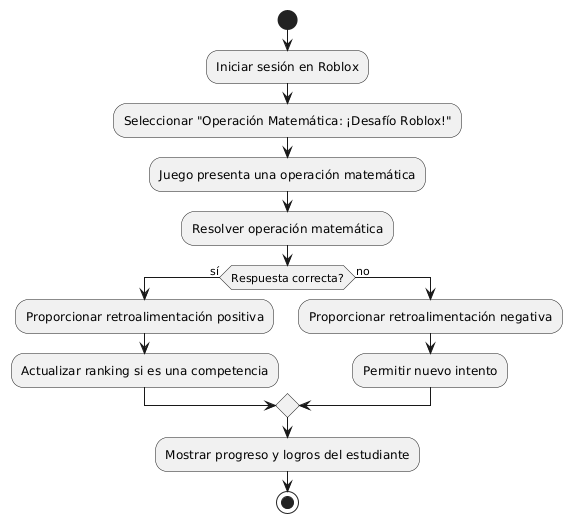 Iniciar sesión en Roblox
Seleccionar "Operación Matemática: ¡Desafío Roblox!"
Juego presenta una operación matemática
Resolver operación matemática
sí
Respuesta correcta?
no
Proporcionar retroalimentación positiva
Proporcionar retroalimentación negativa
Actualizar ranking si es una competencia
Permitir nuevo intento
Mostrar progreso y logros del estudiante